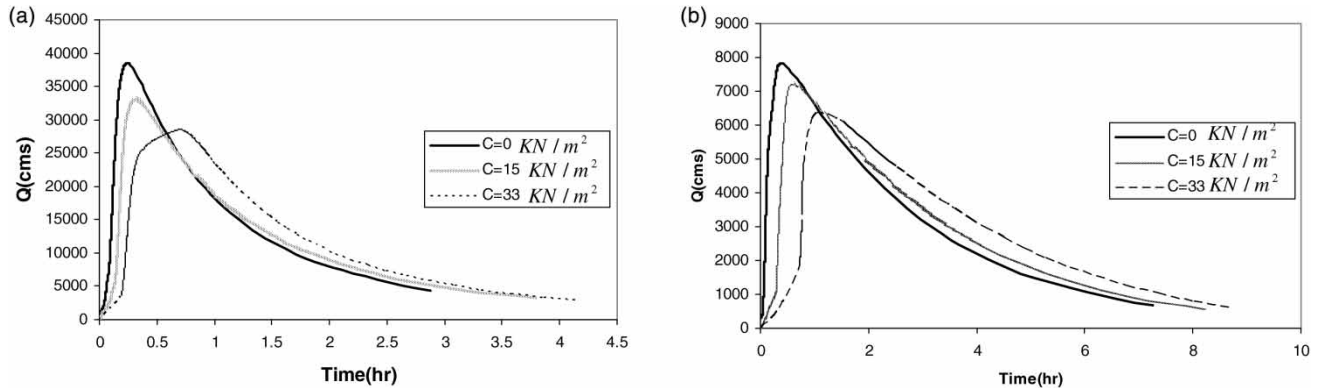 (a)
45000
40000
35000
30000
25000
20000
15000
10000
5000
0
Q(cms)
0 0.5 1 1.5 2 2.5 3 3.5 4 4.5
Time(hr)
C=0 KN / m²
C=15 KN / m²
C=33 KN / m²
(b)
9000
8000
7000
6000
5000
4000
3000
2000
1000
0
Q(cms)
0 2 4 6 8 10
Time(hr)
C=0 KN / m²
C=15 KN / m²
C=33 KN / m²